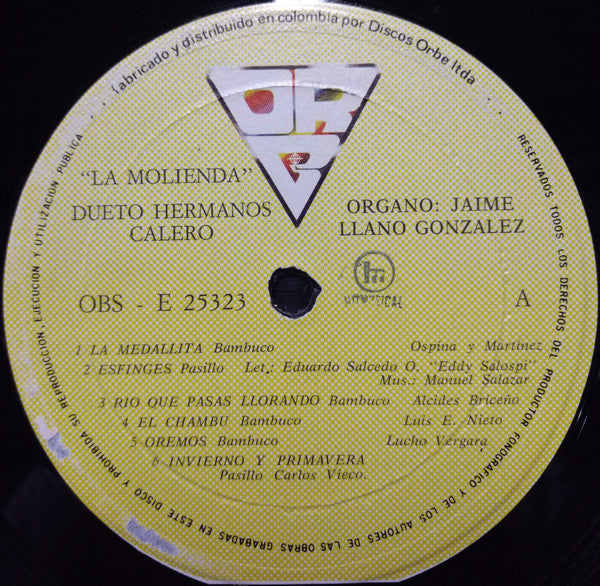 fabricado y distribuido en colombia por Discos Orbe ltda
ORB
"LA MOLIENDA"
DUETO HERMANOS
CALERO
ORGANO: JAIME
LLANO GONZALEZ
OBS - E 25323
A
1 LA MEDALLITA Bambuco Ospina y Martínez
2 ESFINGES Pasillo Let.: Eduardo Salcedo O. "Eddy Salospi"
Mus.: Manuel Salazar
3 RIO QUE PASAS LLORANDO Bambuco Alcides Briceño
4 EL CHAMBU Bambuco Luis E. Nieto
5 OREMOS Bambuco Lucho Vergara
6 INVIERNO Y PRIMAVERA
Pasillo Carlos Vieco.
RESERVADOS TODOS LOS DERECHOS DEL PRODUCTOR FONOGRAFICO Y DE LOS AUTORES DE LAS OBRAS GRABADAS EN ESTE DISCO Y PROHIBIDA SU REPRODUCCION, EJECUCION Y UTILIZACION PUBLICA